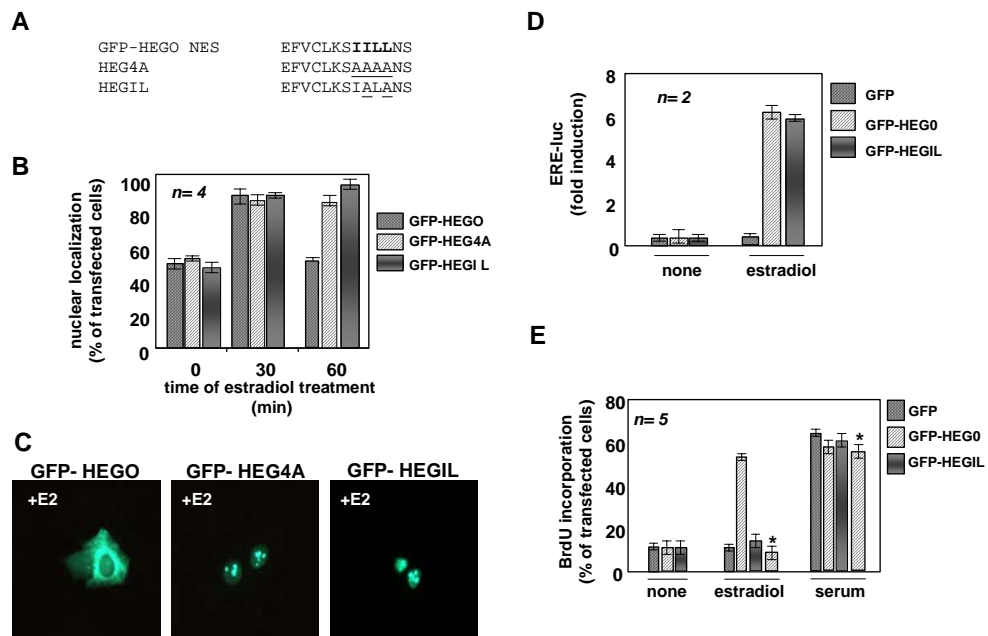 A
GFP-HEGO NES EFVCLKSIILLNS
HEG4A EFVCLKSAAAANS
HEGIL EFVCLKSIALANS
B
nuclear localization
(% of transfected cells)
100
80
60
40
20
0
n= 4
0 30 60
time of estradiol treatment
(min)
GFP-HEGO
GFP-HEG4A
GFP-HEGI L
C
GFP- HEGO GFP- HEG4A GFP- HEGIL
+E2 +E2 +E2
D
ERE-luc
(fold induction)
8
6
4
2
0
n= 2
none estradiol
GFP
GFP-HEG0
GFP-HEGIL
E
BrdU incorporation
(% of transfected cells)
80
60
40
20
0
n= 5
*
*
none estradiol serum
GFP
GFP-HEG0
GFP-HEGIL